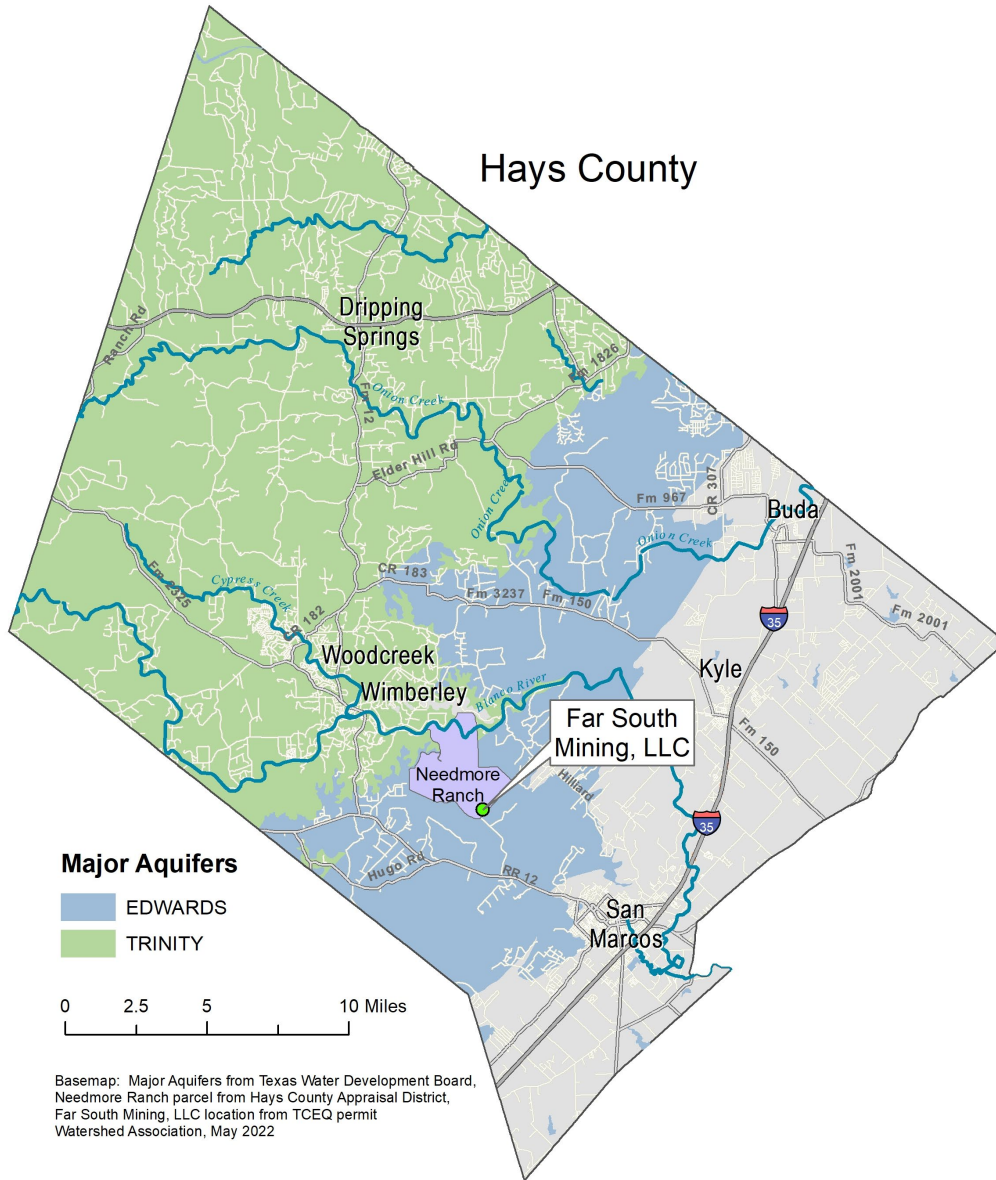 Hays County
Dripping
Springs
Ranch Rd
Fm 1826
Fm 12
Onion Creek
Elder Hill Rd
Onion Creek
Fm 967
CR 307
Buda
Onion Creek
Fm 2001
Fm 2001
CR 183
Fm 3237
Fm 150
35
Fm 2325
Cypress Creek
182
Woodcreek
Kyle
Wimberley
Blanco River
Far South
Mining, LLC
Fm 150
Needmore
Ranch
Hilliard
35
Hugo Rd
RR 12
San
Marcos
Major Aquifers
EDWARDS
TRINITY
0 2.5 5 10 Miles
Basemap: Major Aquifers from Texas Water Development Board,
Needmore Ranch parcel from Hays County Appraisal District,
Far South Mining, LLC location from TCEQ permit
Watershed Association, May 2022